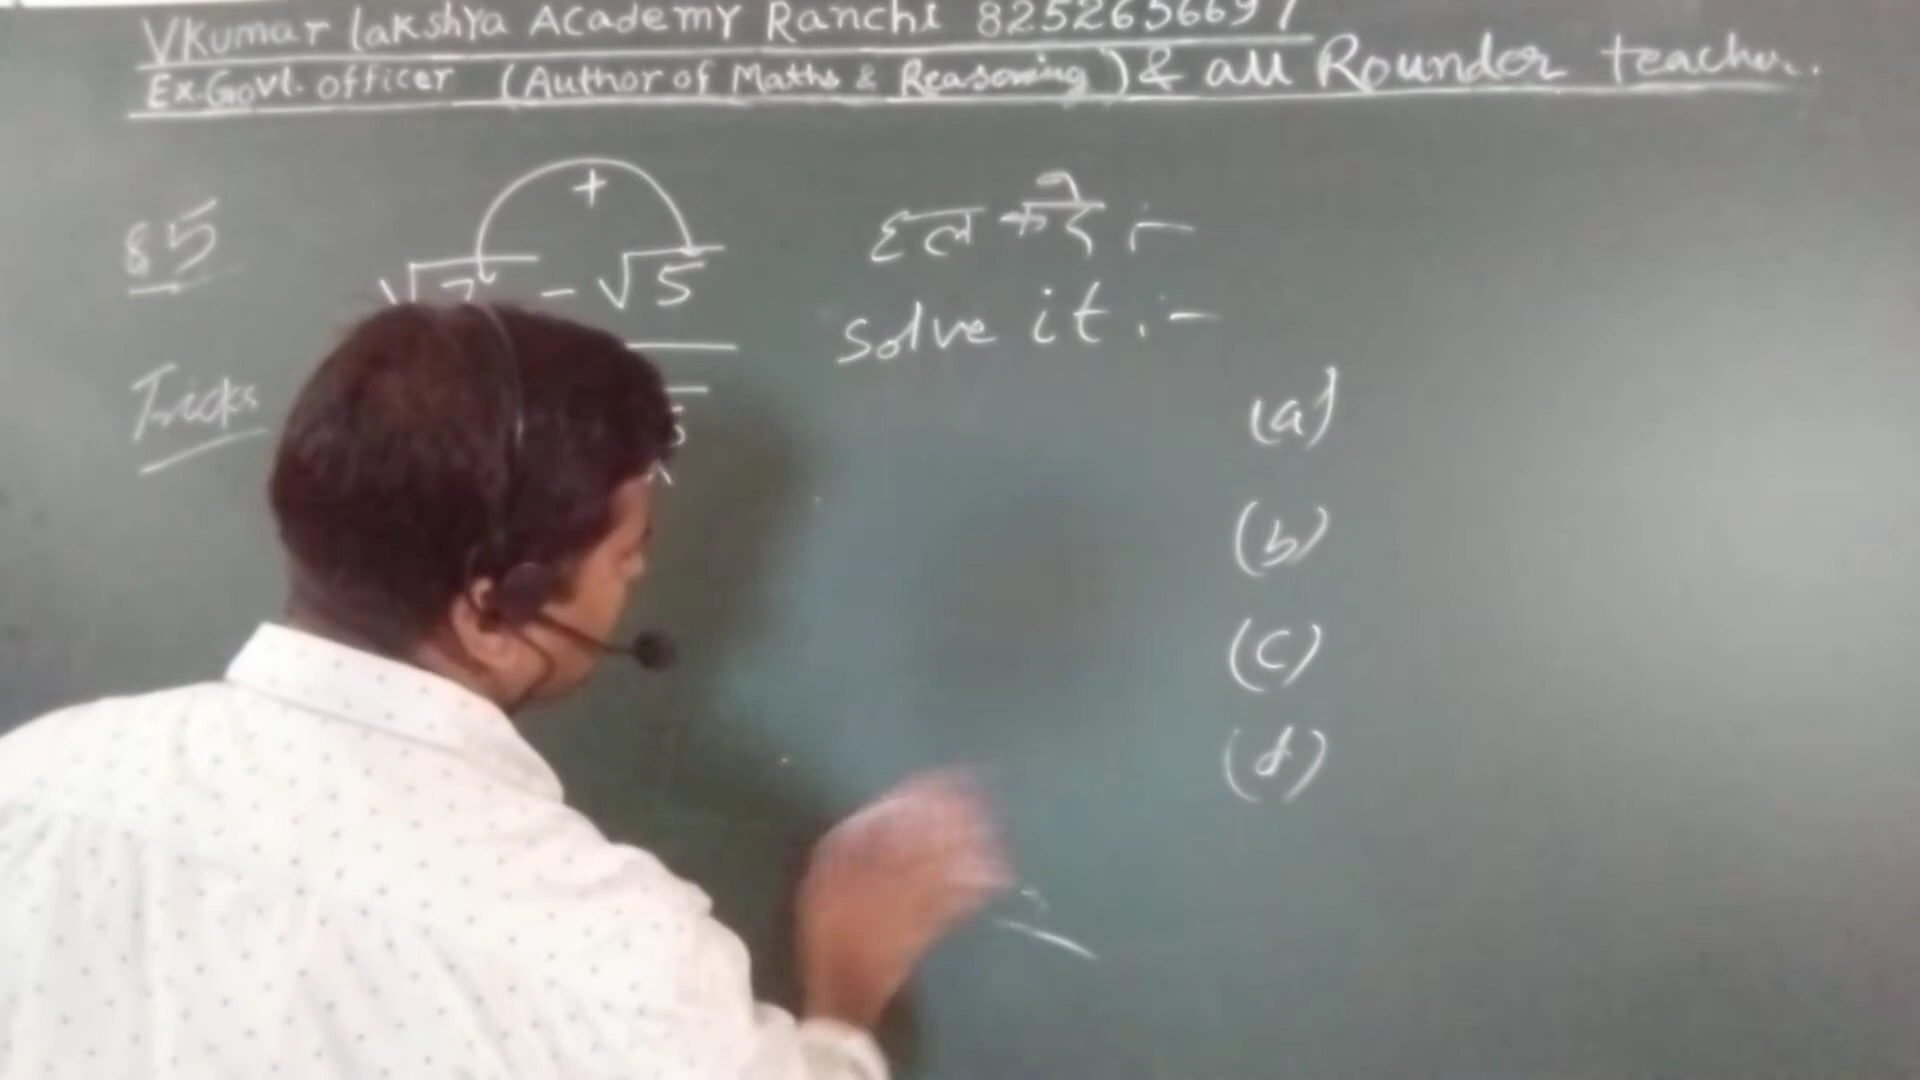 VKumar lakshya Academy Ranchi 8252656697
Ex.Govt. officer (Author of Maths & Reasoning) & all Rounder teacher.
85
+
√7 - √5
हल करें :-
Solve it :-
Tricks
5
(a)
(b)
(c)
(d)